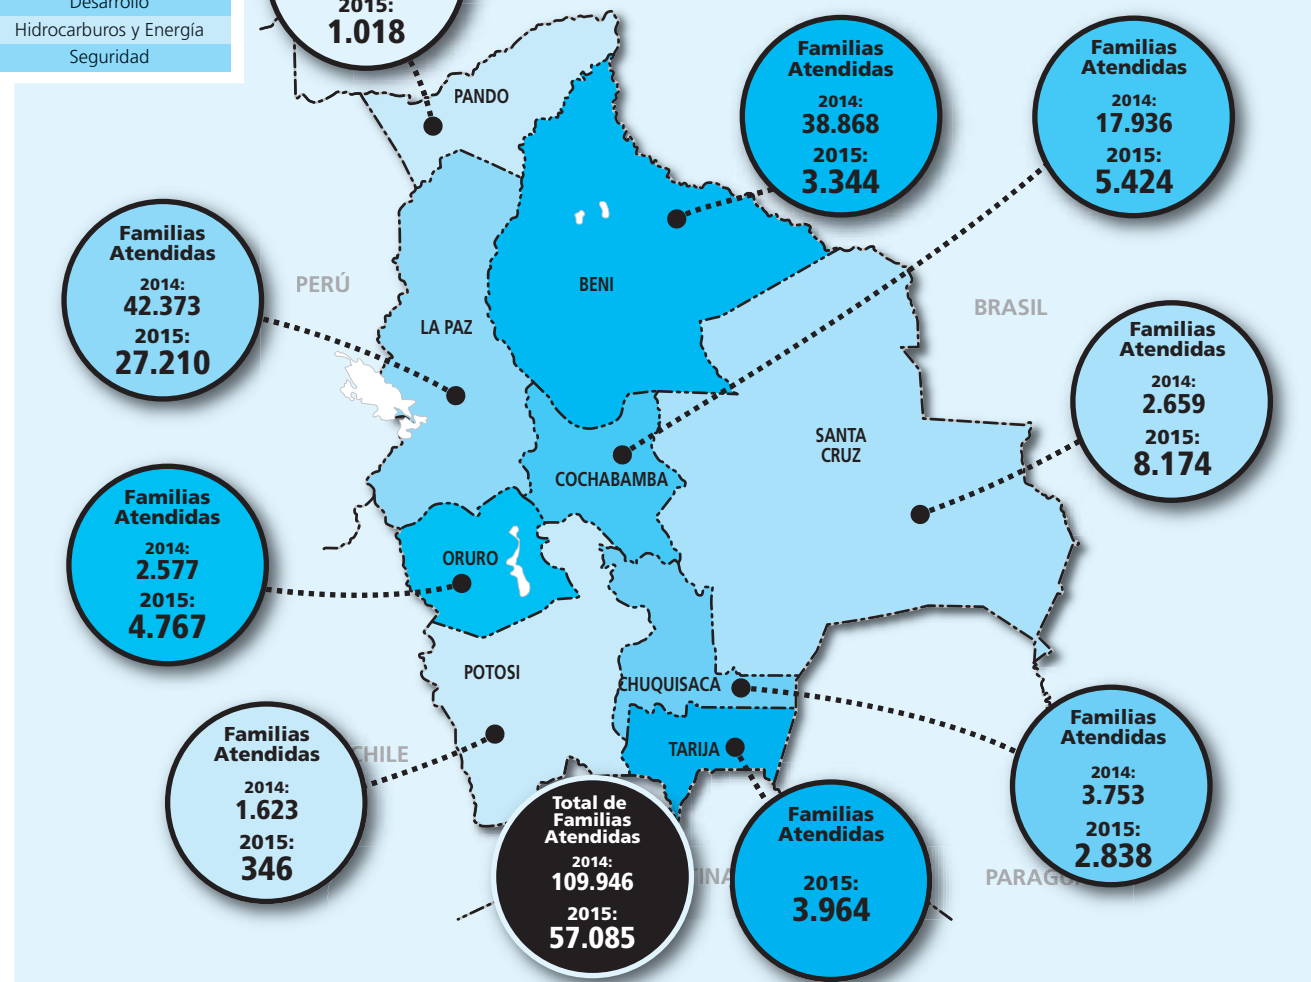 Desarrollo
Hidrocarburos y Energía
Seguridad
2015:
1.018
PANDO
Familias
Atendidas
2014:
38.868
2015:
3.344
Familias
Atendidas
2014:
17.936
2015:
5.424
Familias
Atendidas
2014:
42.373
2015:
27.210
PERÚ
BENI
BRASIL
LA PAZ
Familias
Atendidas
2014:
2.659
2015:
8.174
SANTA
CRUZ
COCHABAMBA
Familias
Atendidas
2014:
2.577
2015:
4.767
ORURO
POTOSI
CHUQUISACA
TARIJA
Familias
Atendidas
2014:
1.623
2015:
346
CHILE
Total de
Familias
Atendidas
2014:
109.946
2015:
57.085
Familias
Atendidas
2015:
3.964
Familias
Atendidas
2014:
3.753
2015:
2.838